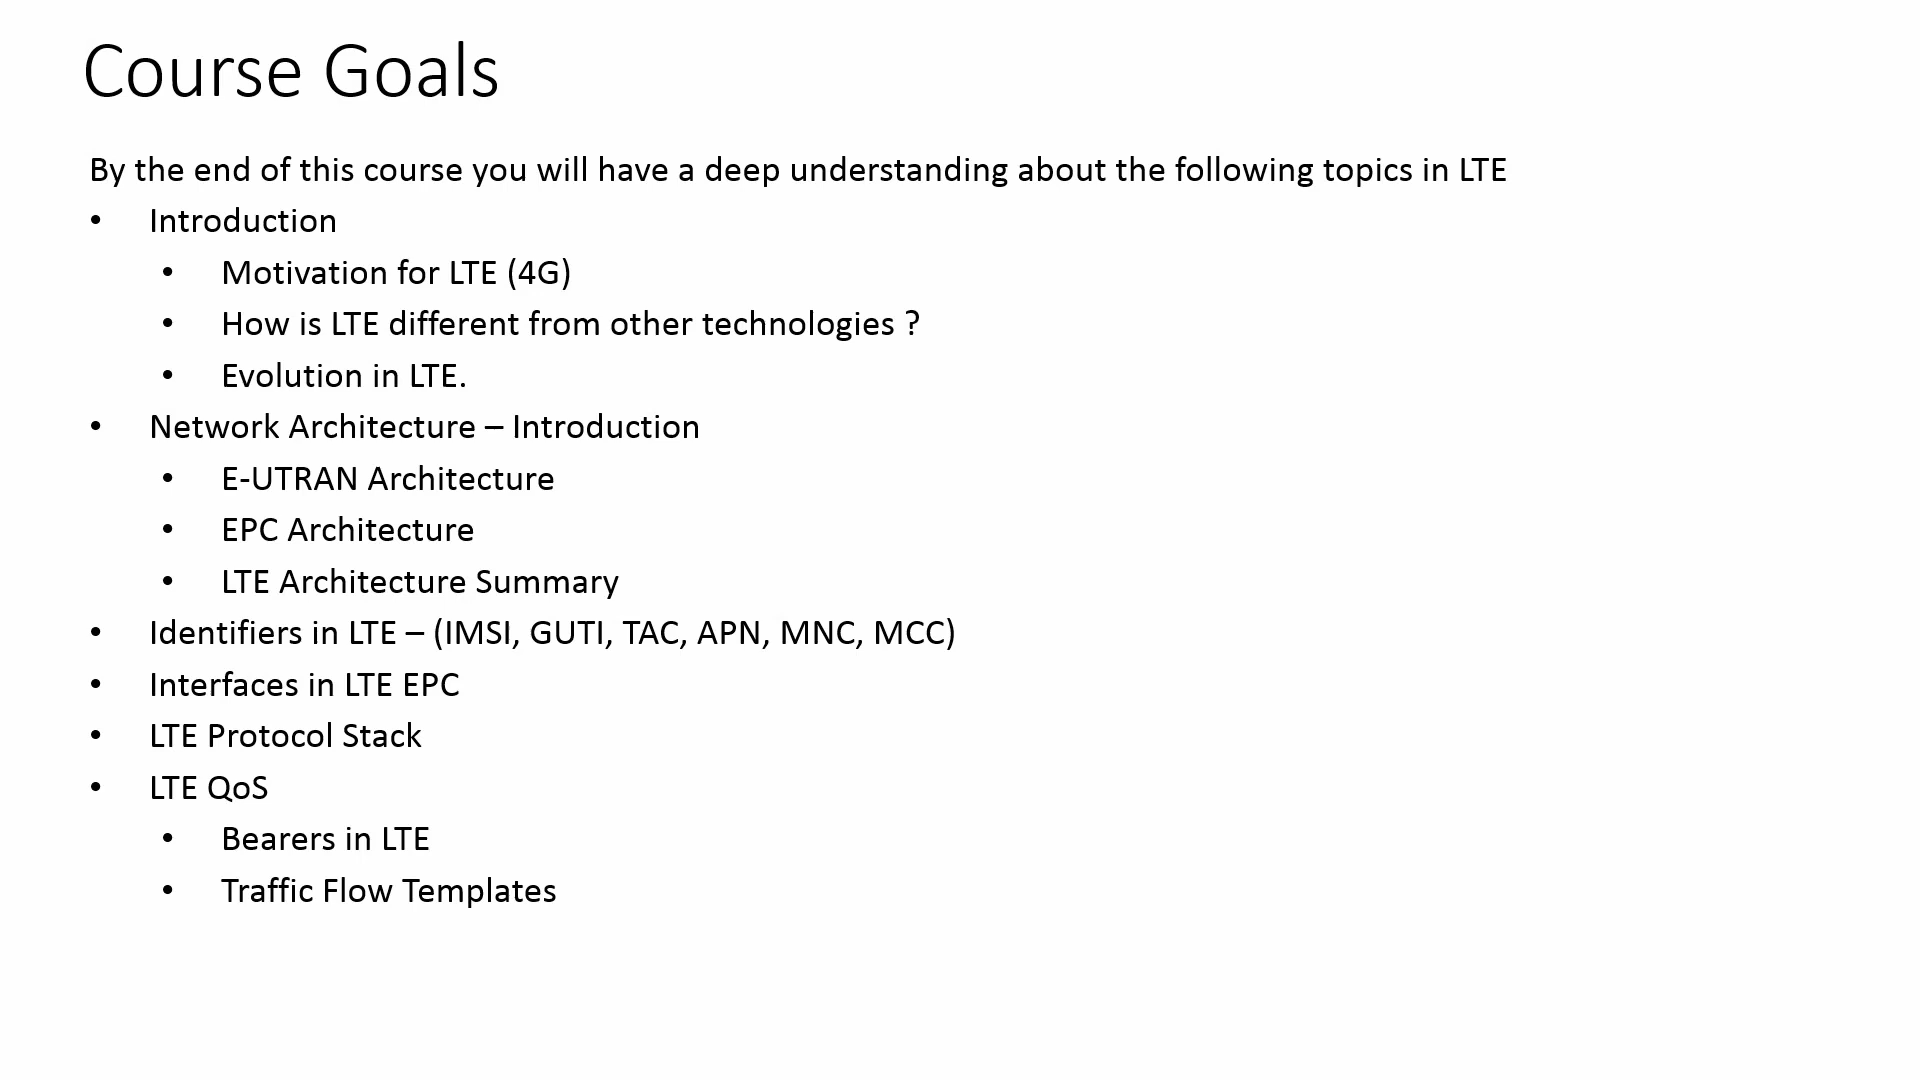 Course Goals
By the end of this course you will have a deep understanding about the following topics in LTE
• Introduction
• Motivation for LTE (4G)
• How is LTE different from other technologies ?
• Evolution in LTE.
• Network Architecture – Introduction
• E-UTRAN Architecture
• EPC Architecture
• LTE Architecture Summary
• Identifiers in LTE – (IMSI, GUTI, TAC, APN, MNC, MCC)
• Interfaces in LTE EPC
• LTE Protocol Stack
• LTE QoS
• Bearers in LTE
• Traffic Flow Templates